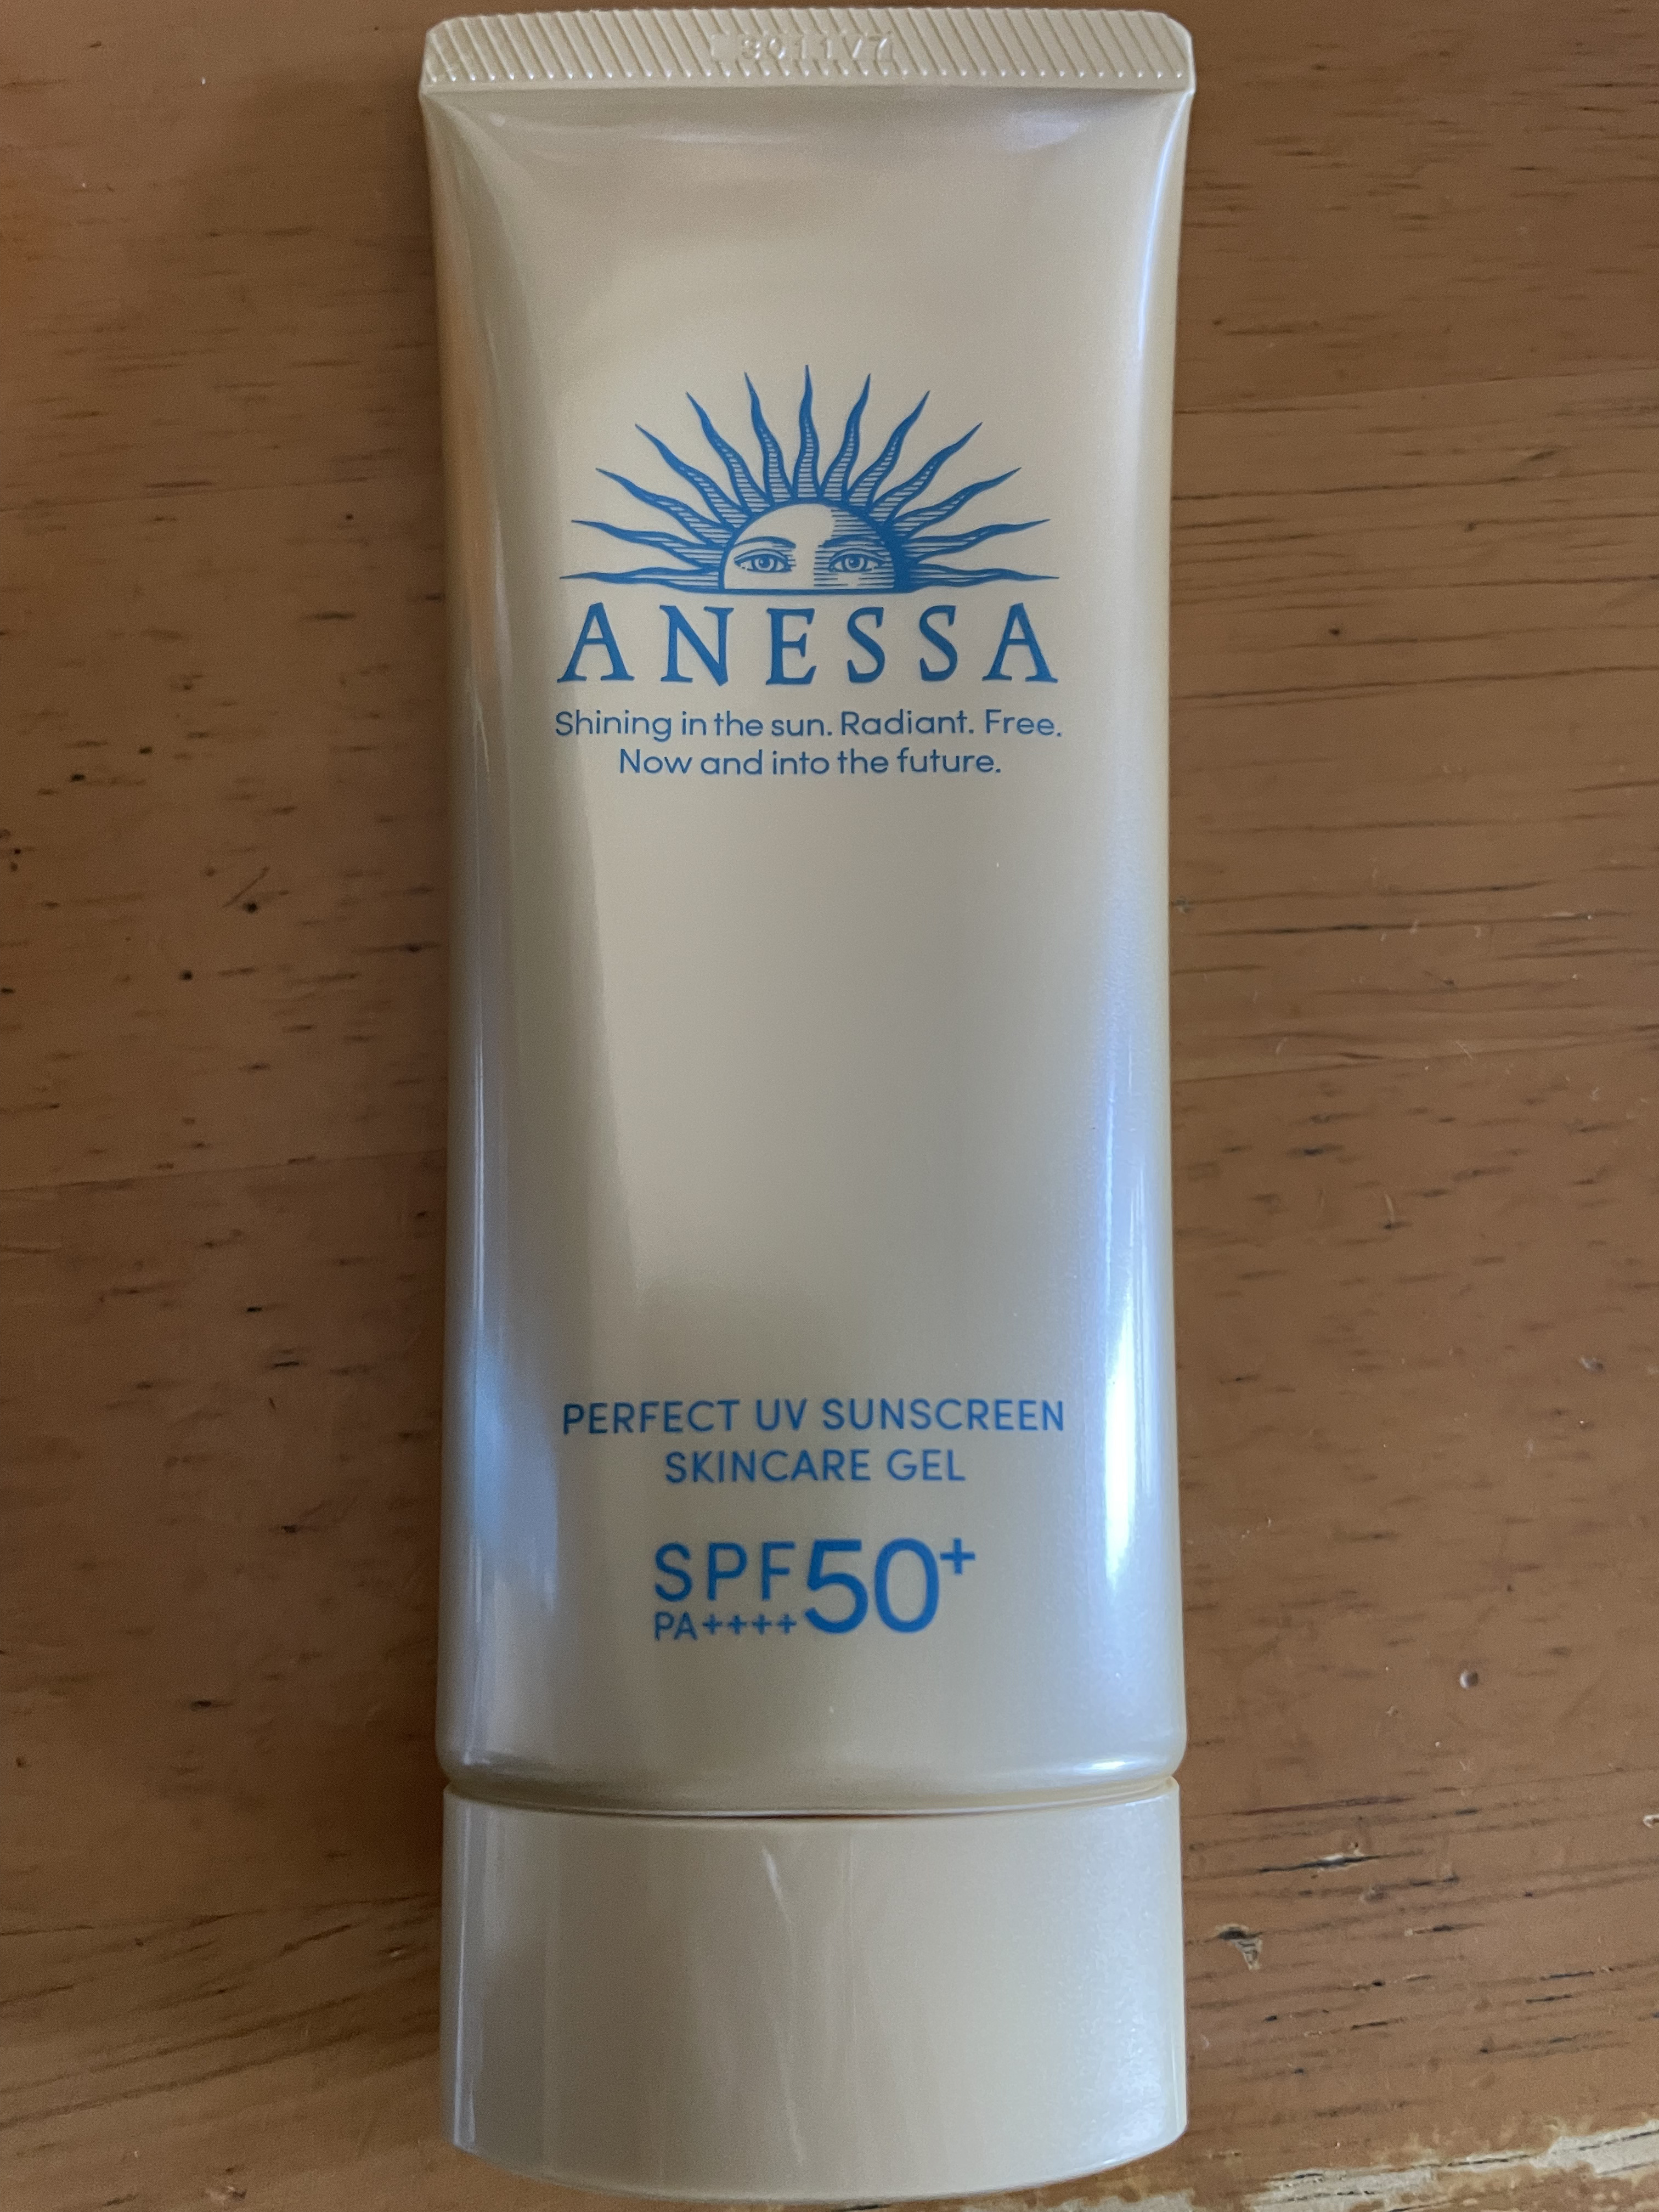 3011V7
ANESSA
Shining in the sun. Radiant. Free.
Now and into the future.
PERFECT UV SUNSCREEN
SKINCARE GEL
SPF50+
PA++++